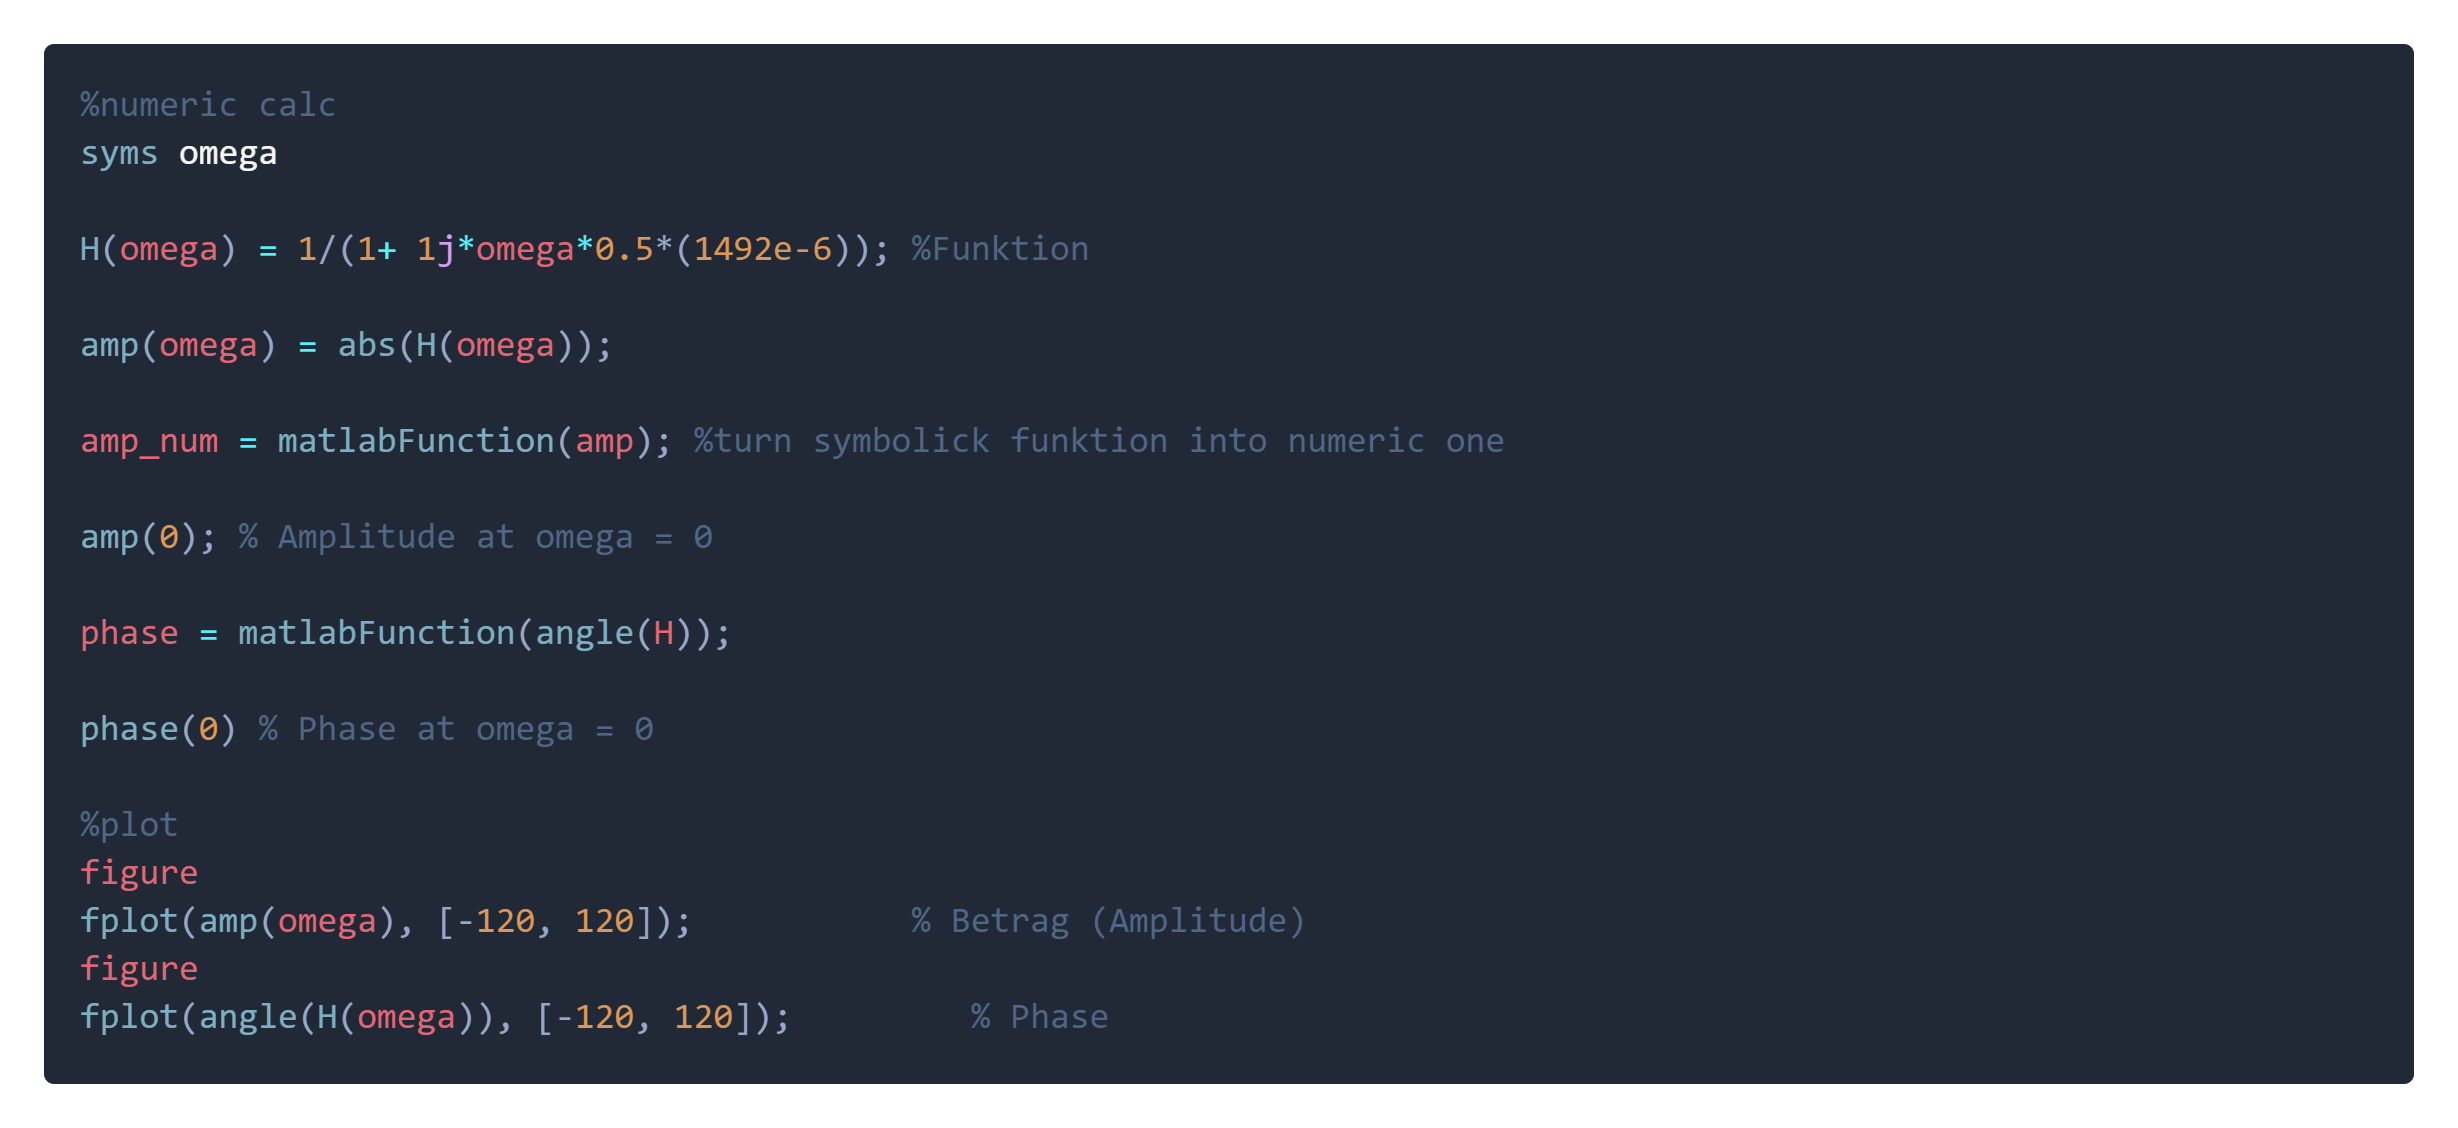 %numeric calc
syms omega
H(omega) = 1/(1+ 1j*omega*0.5*(1492e-6)); %Funktion
amp(omega) = abs(H(omega));
amp_num = matlabFunction(amp); %turn symbolick funktion into numeric one
amp(0); % Amplitude at omega = 0
phase = matlabFunction(angle(H));
phase(0) % Phase at omega = 0
%plot
figure
fplot(amp(omega), [-120, 120]);           % Betrag (Amplitude)
figure
fplot(angle(H(omega)), [-120, 120]);         % Phase